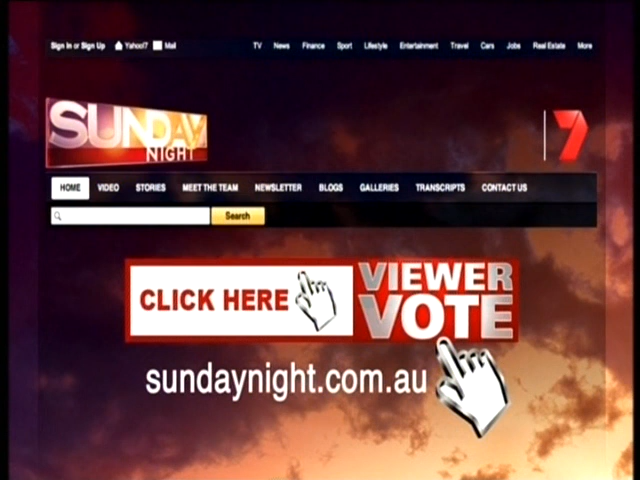 Sign In or Sign Up Yahoo!7 Mail TV News Finance Sport Lifestyle Entertainment Travel Cars Jobs Real Estate More
SUNDAY
NIGHT
7
HOME VIDEO STORIES MEET THE TEAM NEWSLETTER BLOGS GALLERIES TRANSCRIPTS CONTACT US
Search
CLICK HERE
VIEWER
VOTE
sundaynight.com.au